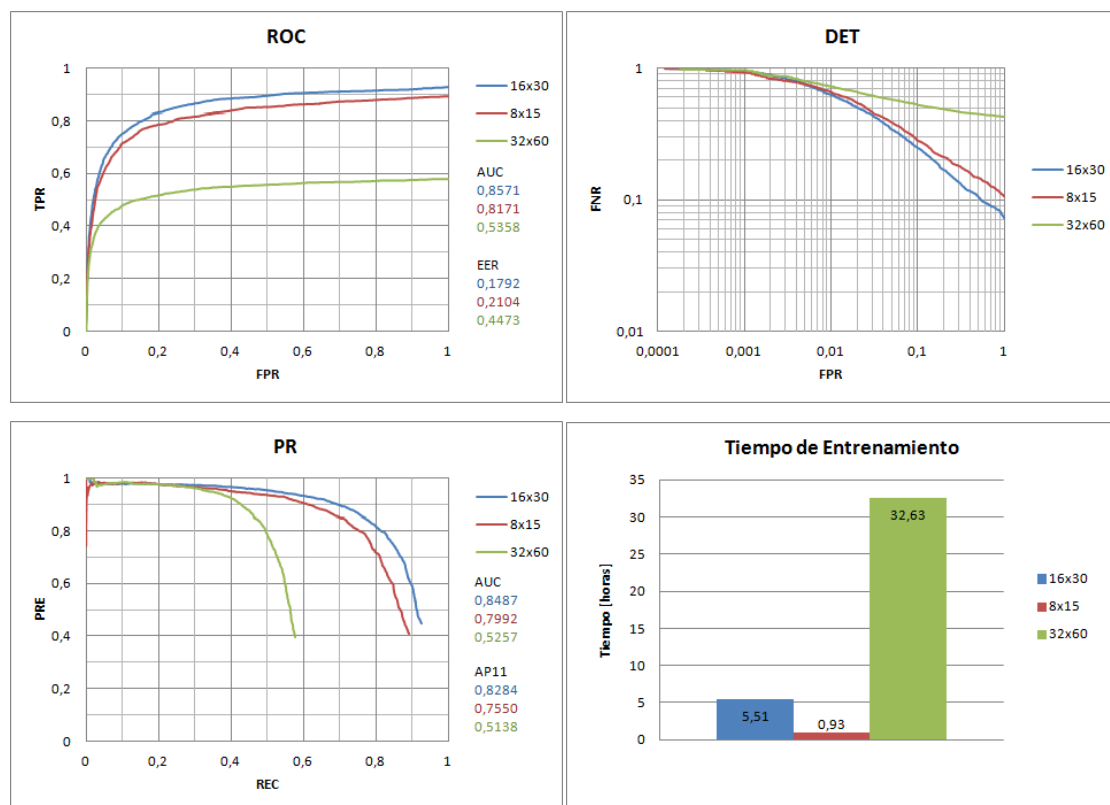 ROC
1
0,8
0,6
0,4
0,2
0
0
0,2
0,4
0,6
0,8
1
TPR
FPR
16x30
8x15
32x60
AUC
0,8571
0,8171
0,5358
EER
0,1792
0,2104
0,4473
DET
1
0,1
0,01
0,0001
0,001
0,01
0,1
1
FNR
FPR
16x30
8x15
32x60
PR
1
0,8
0,6
0,4
0,2
0
0
0,2
0,4
0,6
0,8
1
PRE
REC
16x30
8x15
32x60
AUC
0,8487
0,7992
0,5257
AP11
0,8284
0,7550
0,5138
Tiempo de Entrenamiento
35
30
25
20
15
10
5
0
Tiempo [horas]
5,51
0,93
32,63
16x30
8x15
32x60